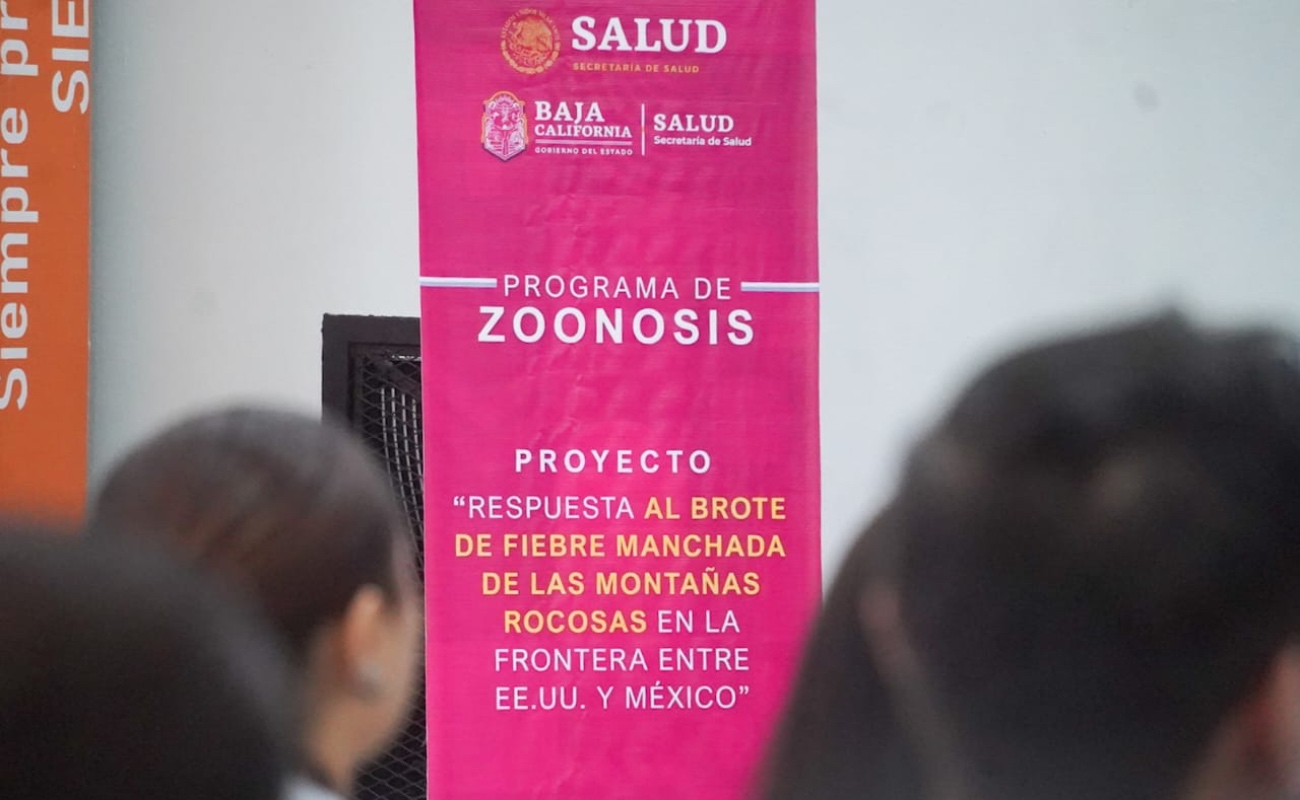 Siempre pr
SIE
SALUD
SECRETARÍA DE SALUD
BAJA
CALIFORNIA
GOBIERNO DEL ESTADO
SALUD
Secretaría de Salud
PROGRAMA DE
ZOONOSIS
PROYECTO
“RESPUESTA AL BROTE
DE FIEBRE MANCHADA
DE LAS MONTAÑAS
ROCOSAS EN LA
FRONTERA ENTRE
EE.UU. Y MÉXICO”